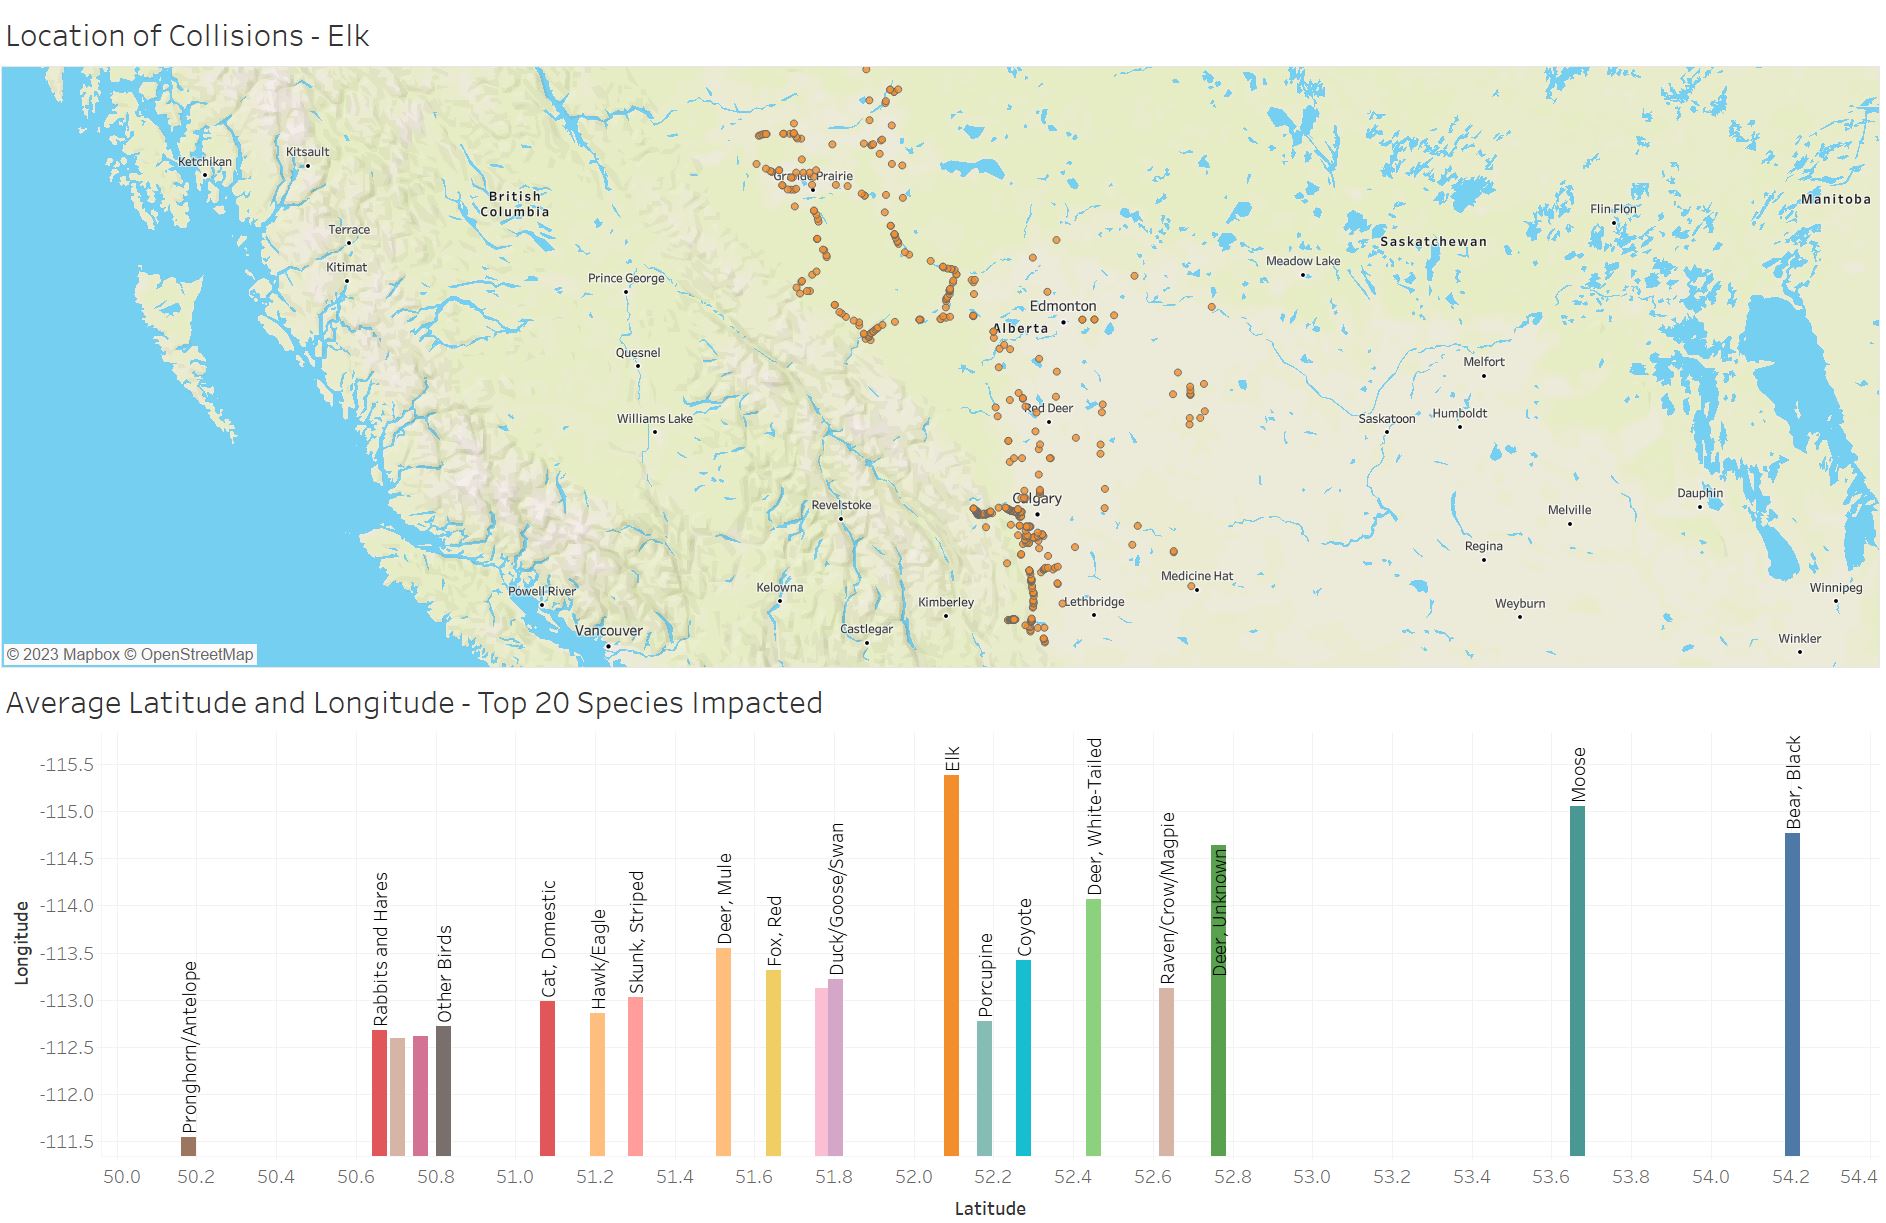 Location of Collisions - Elk
Kitsault
Ketchikan
Grande Prairie
British
Columbia
Manitoba
Flin Flon
Terrace
Saskatchewan
Meadow Lake
Kitimat
Prince George
Edmonton
Alberta
Quesnel
Melfort
Red Deer
Williams Lake
Saskatoon
Humboldt
Calgary
Dauphin
Revelstoke
Melville
Regina
Medicine Hat
Powell River
Kelowna
Winnipeg
Kimberley
Lethbridge
Weyburn
Vancouver
Castlegar
Winkler
© 2023 Mapbox © OpenStreetMap
Average Latitude and Longitude - Top 20 Species Impacted
Longitude
-115.5
-115.0
-114.5
-114.0
-113.5
-113.0
-112.5
-112.0
-111.5
Pronghorn/Antelope
Rabbits and Hares
Other Birds
Cat, Domestic
Hawk/Eagle
Skunk, Striped
Deer, Mule
Fox, Red
Duck/Goose/Swan
Elk
Porcupine
Coyote
Deer, White-Tailed
Raven/Crow/Magpie
Deer, Unknown
Moose
Bear, Black
50.0 50.2 50.4 50.6 50.8 51.0 51.2 51.4 51.6 51.8 52.0 52.2 52.4 52.6 52.8 53.0 53.2 53.4 53.6 53.8 54.0 54.2 54.4
Latitude